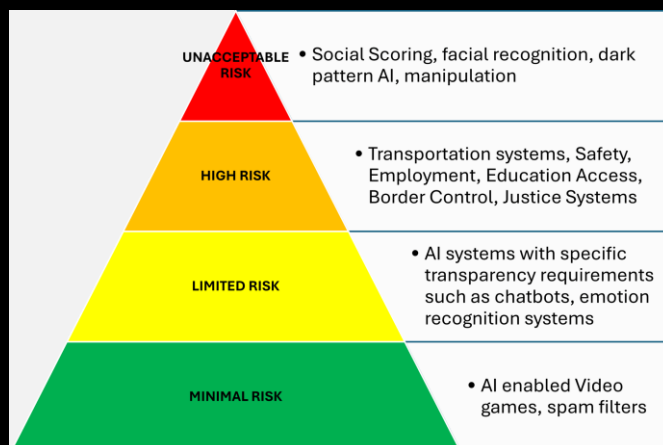 UNACCEPTABLE
RISK
• Social Scoring, facial recognition, dark
pattern AI, manipulation
HIGH RISK
• Transportation systems, Safety,
Employment, Education Access,
Border Control, Justice Systems
LIMITED RISK
• AI systems with specific
transparency requirements
such as chatbots, emotion
recognition systems
MINIMAL RISK
• AI enabled Video
games, spam filters